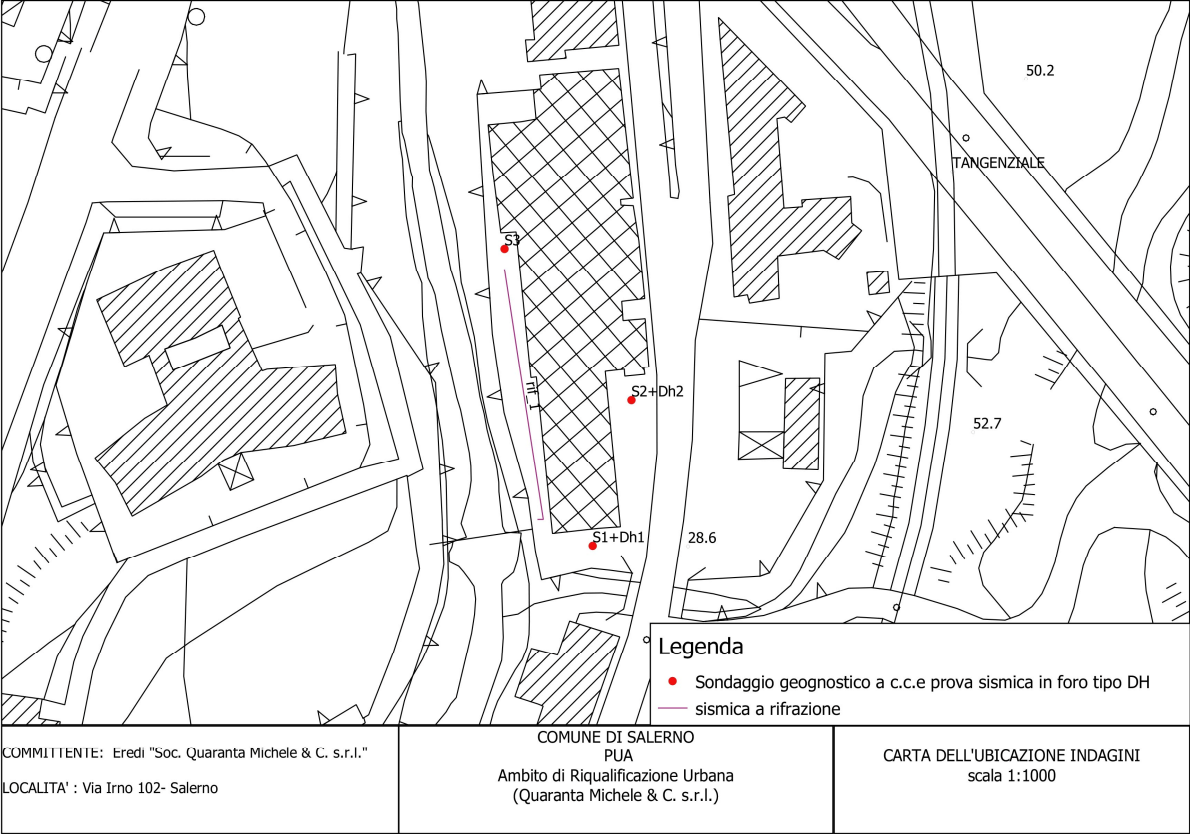 50.2
TANGENZIALE
S3
rif_1
S2+Dh2
52.7
S1+Dh1
28.6
Legenda
Sondaggio geognostico a c.c.e prova sismica in foro tipo DH
sismica a rifrazione
COMMITTENTE: Eredi "Soc. Quaranta Michele & C. s.r.l."
LOCALITA' : Via Irno 102- Salerno
COMUNE DI SALERNO
PUA
Ambito di Riqualificazione Urbana
(Quaranta Michele & C. s.r.l.)
CARTA DELL'UBICAZIONE INDAGINI
scala 1:1000